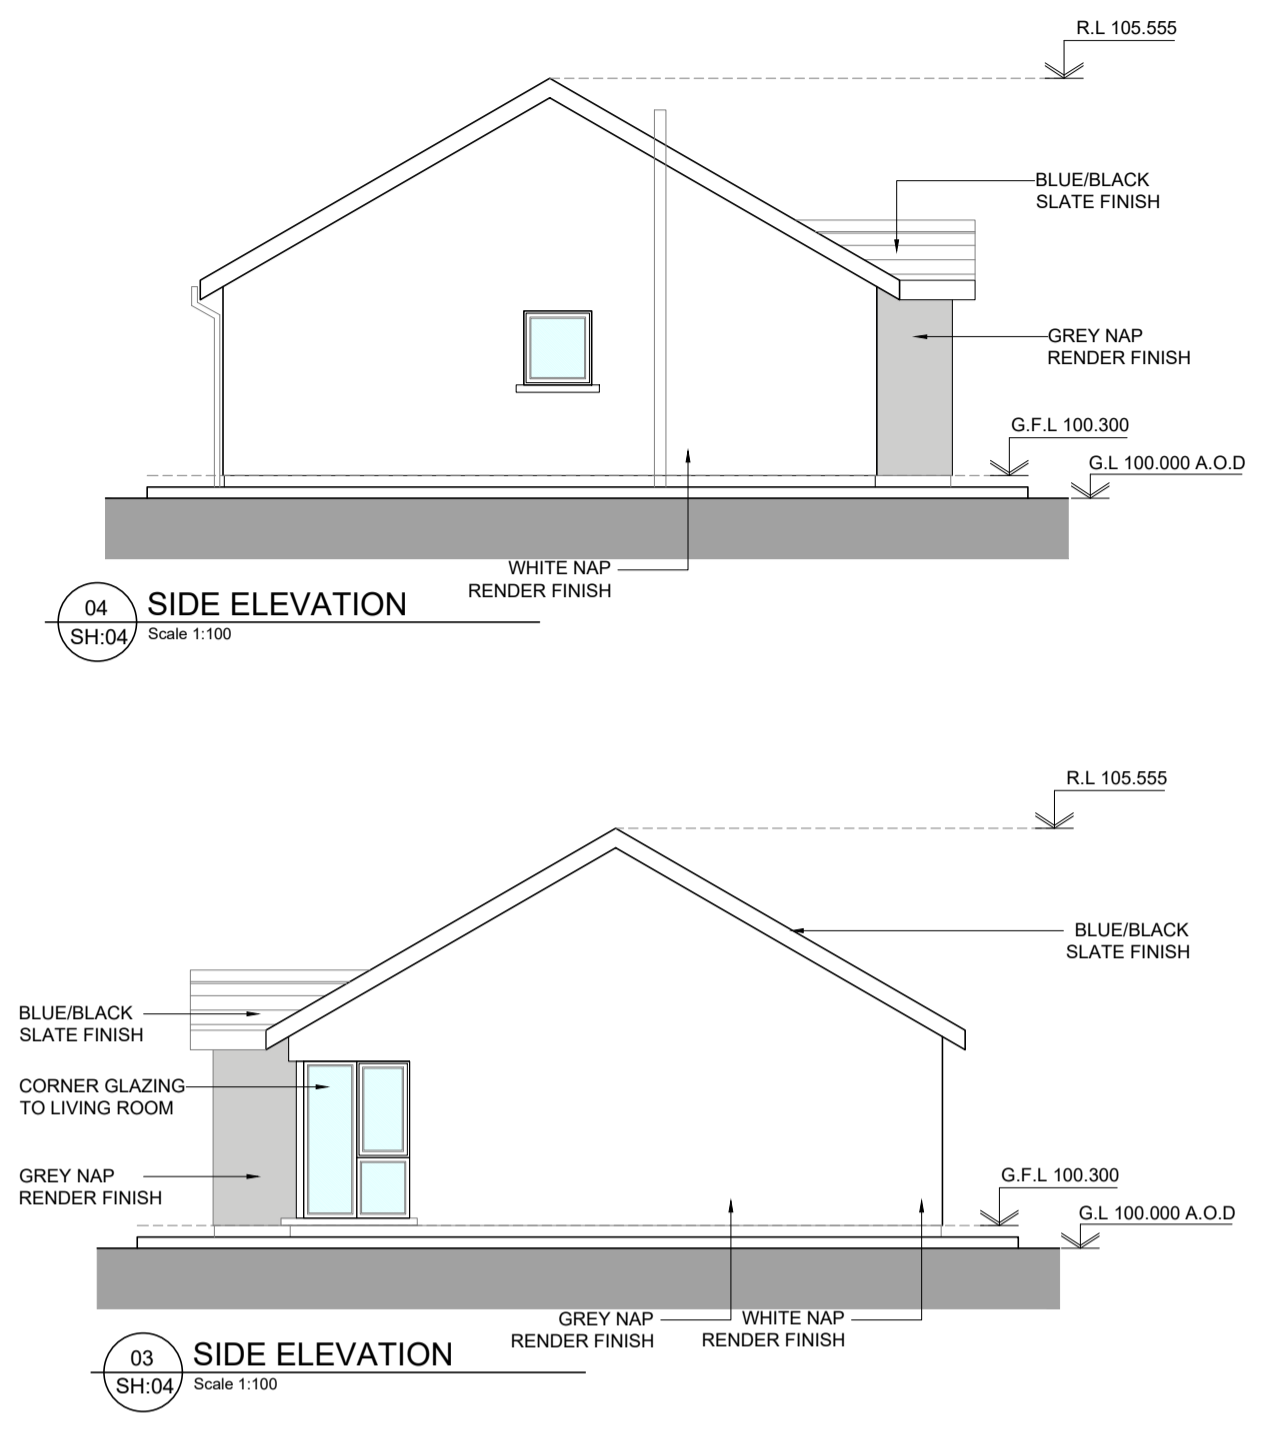 R.L 105.555
BLUE/BLACK
SLATE FINISH
GREY NAP
RENDER FINISH
G.F.L 100.300
G.L 100.000 A.O.D
WHITE NAP
RENDER FINISH
04
SH:04
SIDE ELEVATION
Scale 1:100
R.L 105.555
BLUE/BLACK
SLATE FINISH
BLUE/BLACK
SLATE FINISH
CORNER GLAZING
TO LIVING ROOM
GREY NAP
RENDER FINISH
G.F.L 100.300
G.L 100.000 A.O.D
GREY NAP
RENDER FINISH
WHITE NAP
RENDER FINISH
03
SH:04
SIDE ELEVATION
Scale 1:100